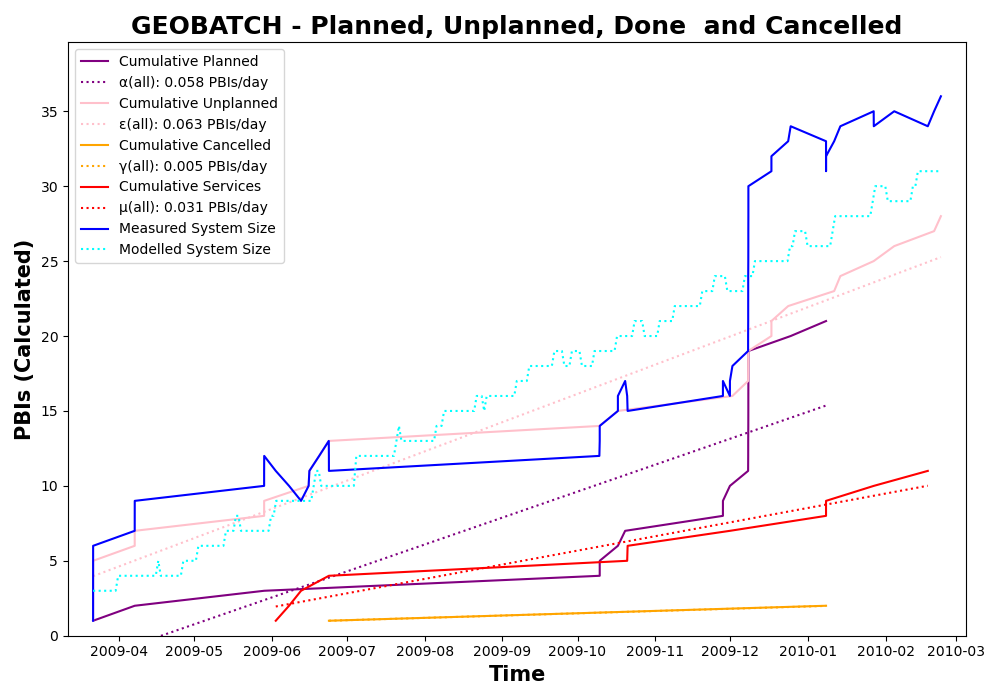 GEOBATCH - Planned, Unplanned, Done  and Cancelled
Cumulative Planned
α(all): 0.058 PBIs/day
Cumulative Unplanned
ε(all): 0.063 PBIs/day
Cumulative Cancelled
γ(all): 0.005 PBIs/day
Cumulative Services
μ(all): 0.031 PBIs/day
Measured System Size
Modelled System Size
PBIs (Calculated)
35
30
25
20
15
10
5
0
2009-04 2009-05 2009-06 2009-07 2009-08 2009-09 2009-10 2009-11 2009-12 2010-01 2010-02 2010-03
Time